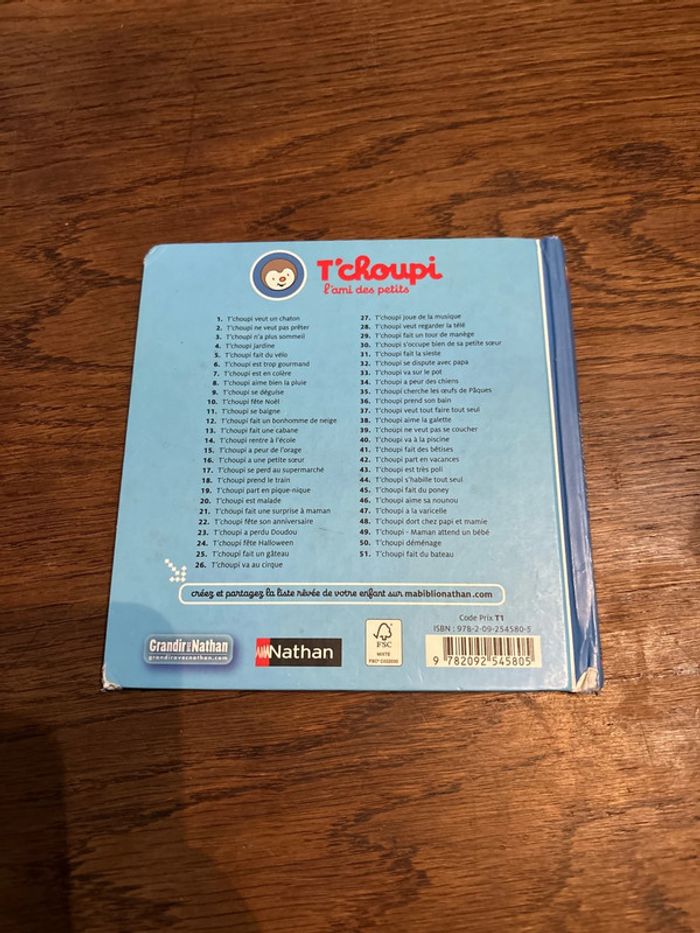 T'choupi
l'ami des petits
1. T'choupi veut un chaton
2. T'choupi ne veut pas prêter
3. T'choupi n'a plus sommeil
4. T'choupi jardine
5. T'choupi fait du vélo
6. T'choupi est trop gourmand
7. T'choupi est en colère
8. T'choupi aime bien la pluie
9. T'choupi se déguise
10. T'choupi fête Noël
11. T'choupi se baigne
12. T'choupi fait un bonhomme de neige
13. T'choupi fait une cabane
14. T'choupi rentre à l'école
15. T'choupi a peur de l'orage
16. T'choupi a une petite sœur
17. T'choupi se perd au supermarché
18. T'choupi prend le train
19. T'choupi part en pique-nique
20. T'choupi est malade
21. T'choupi fait une surprise à maman
22. T'choupi fête son anniversaire
23. T'choupi a perdu Doudou
24. T'choupi fête Halloween
25. T'choupi fait un gâteau
26. T'choupi va au cirque
27. T'choupi joue de la musique
28. T'choupi veut regarder la télé
29. T'choupi fait un tour de manège
30. T'choupi s'occupe bien de sa petite sœur
31. T'choupi fait la sieste
32. T'choupi se dispute avec papa
33. T'choupi va sur le pot
34. T'choupi a peur des chiens
35. T'choupi cherche les œufs de Pâques
36. T'choupi prend son bain
37. T'choupi veut tout faire tout seul
38. T'choupi aime la galette
39. T'choupi ne veut pas se coucher
40. T'choupi va à la piscine
41. T'choupi fait des bêtises
42. T'choupi part en vacances
43. T'choupi est très poli
44. T'choupi s'habille tout seul
45. T'choupi fait du poney
46. T'choupi aime sa nounou
47. T'choupi a la varicelle
48. T'choupi dort chez papi et mamie
49. T'choupi - Maman attend un bébé
50. T'choupi déménage
51. T'choupi fait du bateau
créez et partagez la liste rêvée de votre enfant sur mabiblionathan.com
Grandir avec Nathan
grandiravecnathan.com
Nathan
FSC
MIXTE
FSC® C022030
Code Prix T1
ISBN : 978-2-09-254580-5
9 782092 545805